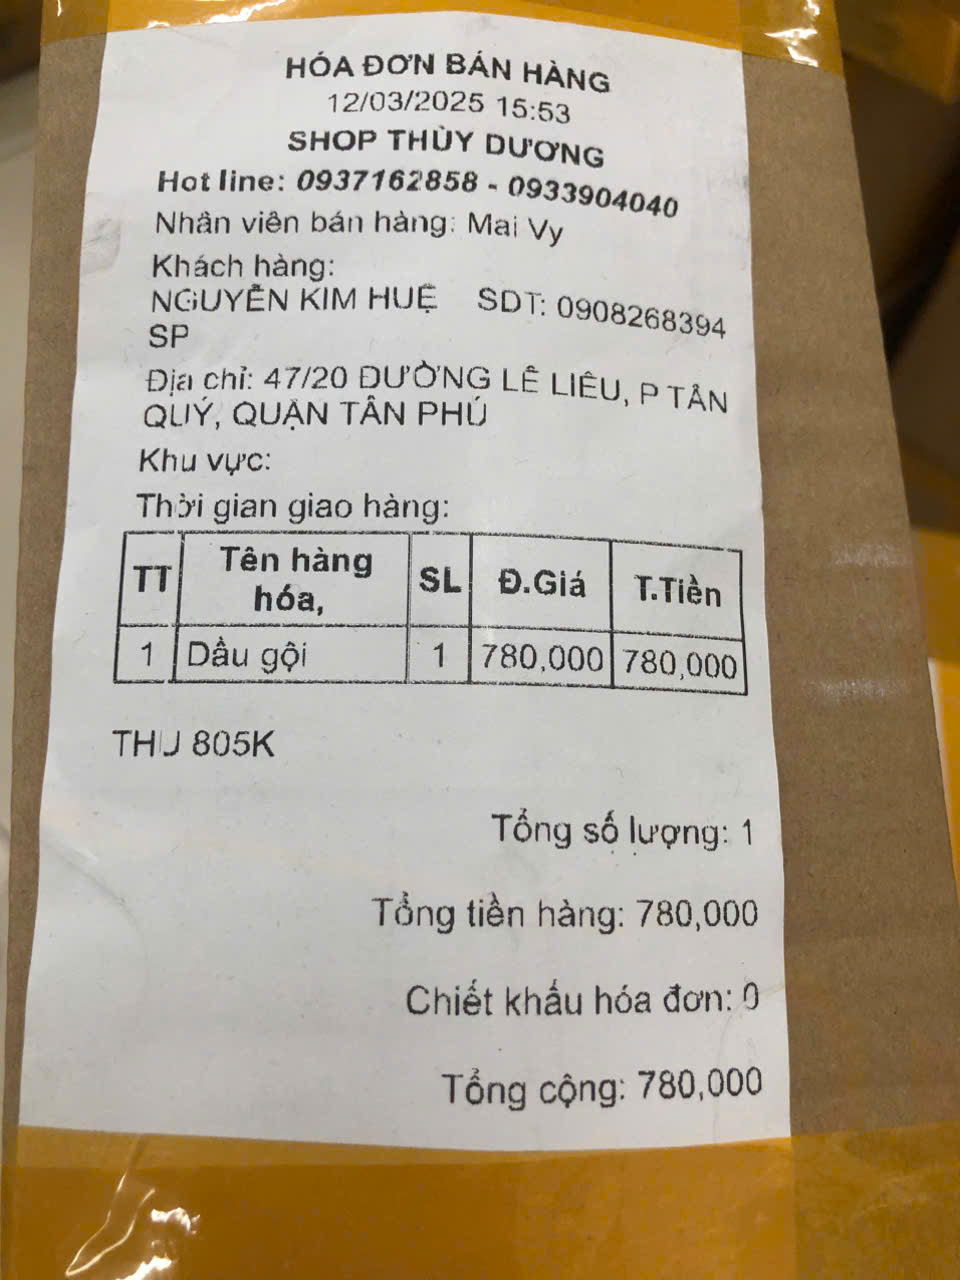 HÓA ĐƠN BÁN HÀNG
12/03/2025 15:53
SHOP THÙY DƯƠNG
Hot line: 0937162858 - 0933904040
Nhân viên bán hàng: Mai Vy
Khách hàng:
NGUYỄN KIM HUỆ SDT: 0908268394
SP
Địa chỉ: 47/20 ĐƯỜNG LÊ LIÊU, P TÂN
QUÝ, QUẬN TÂN PHÚ
Khu vực:
Thời gian giao hàng:
TT Tên hàng hóa, SL Đ.Giá T.Tiền
1 Dầu gội 1 780,000 780,000
THU 805K
Tổng số lượng: 1
Tổng tiền hàng: 780,000
Chiết khấu hóa đơn: 0
Tổng cộng: 780,000